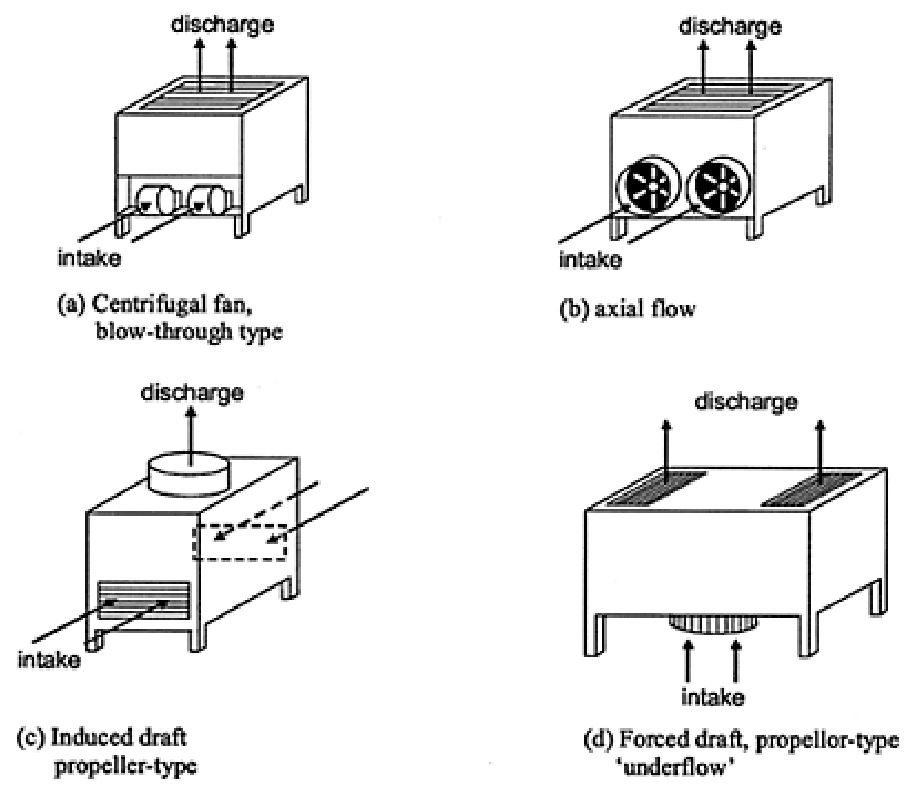 discharge
intake
(a) Centrifugal fan,
blow-through type
discharge
intake
(b) axial flow
discharge
intake
(c) Induced draft
propeller-type
discharge
intake
(d) Forced draft, propellor-type
'underflow'